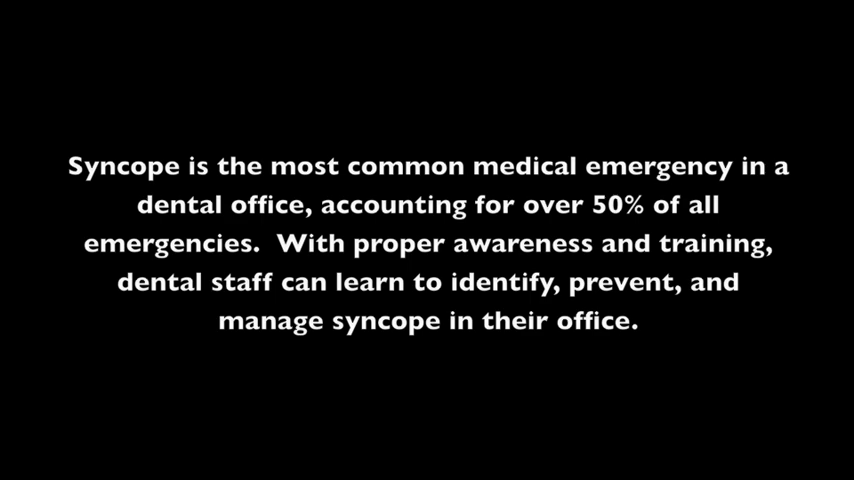 Syncope is the most common medical emergency in a
dental office, accounting for over 50% of all
emergencies.  With proper awareness and training,
dental staff can learn to identify, prevent, and
manage syncope in their office.